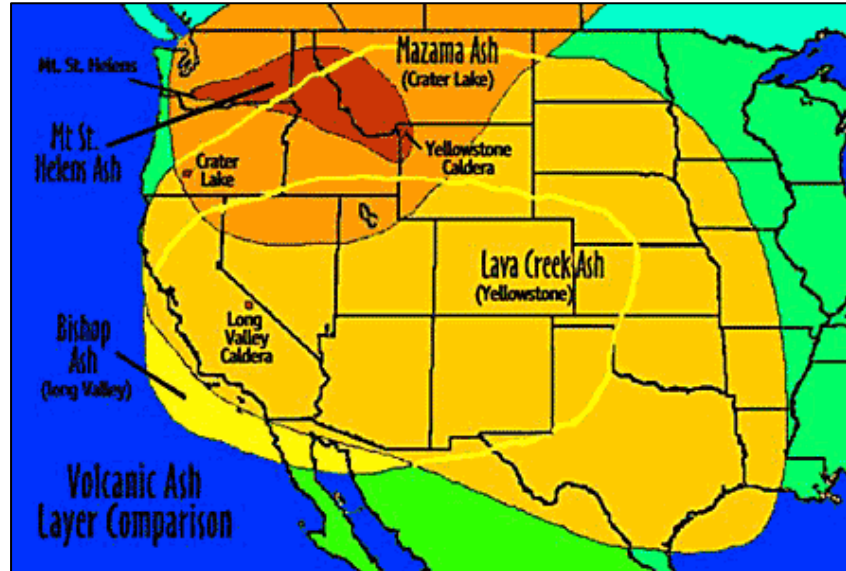 Mt. St. Helens
Mt St.
Helens Ash
Mazama Ash
(Crater Lake)
Crater
Lake
Yellowstone
Caldera
Lava Creek Ash
(Yellowstone)
Long
Valley
Caldera
Bishop
Ash
(long Valley)
Volcanic Ash
Layer Comparison